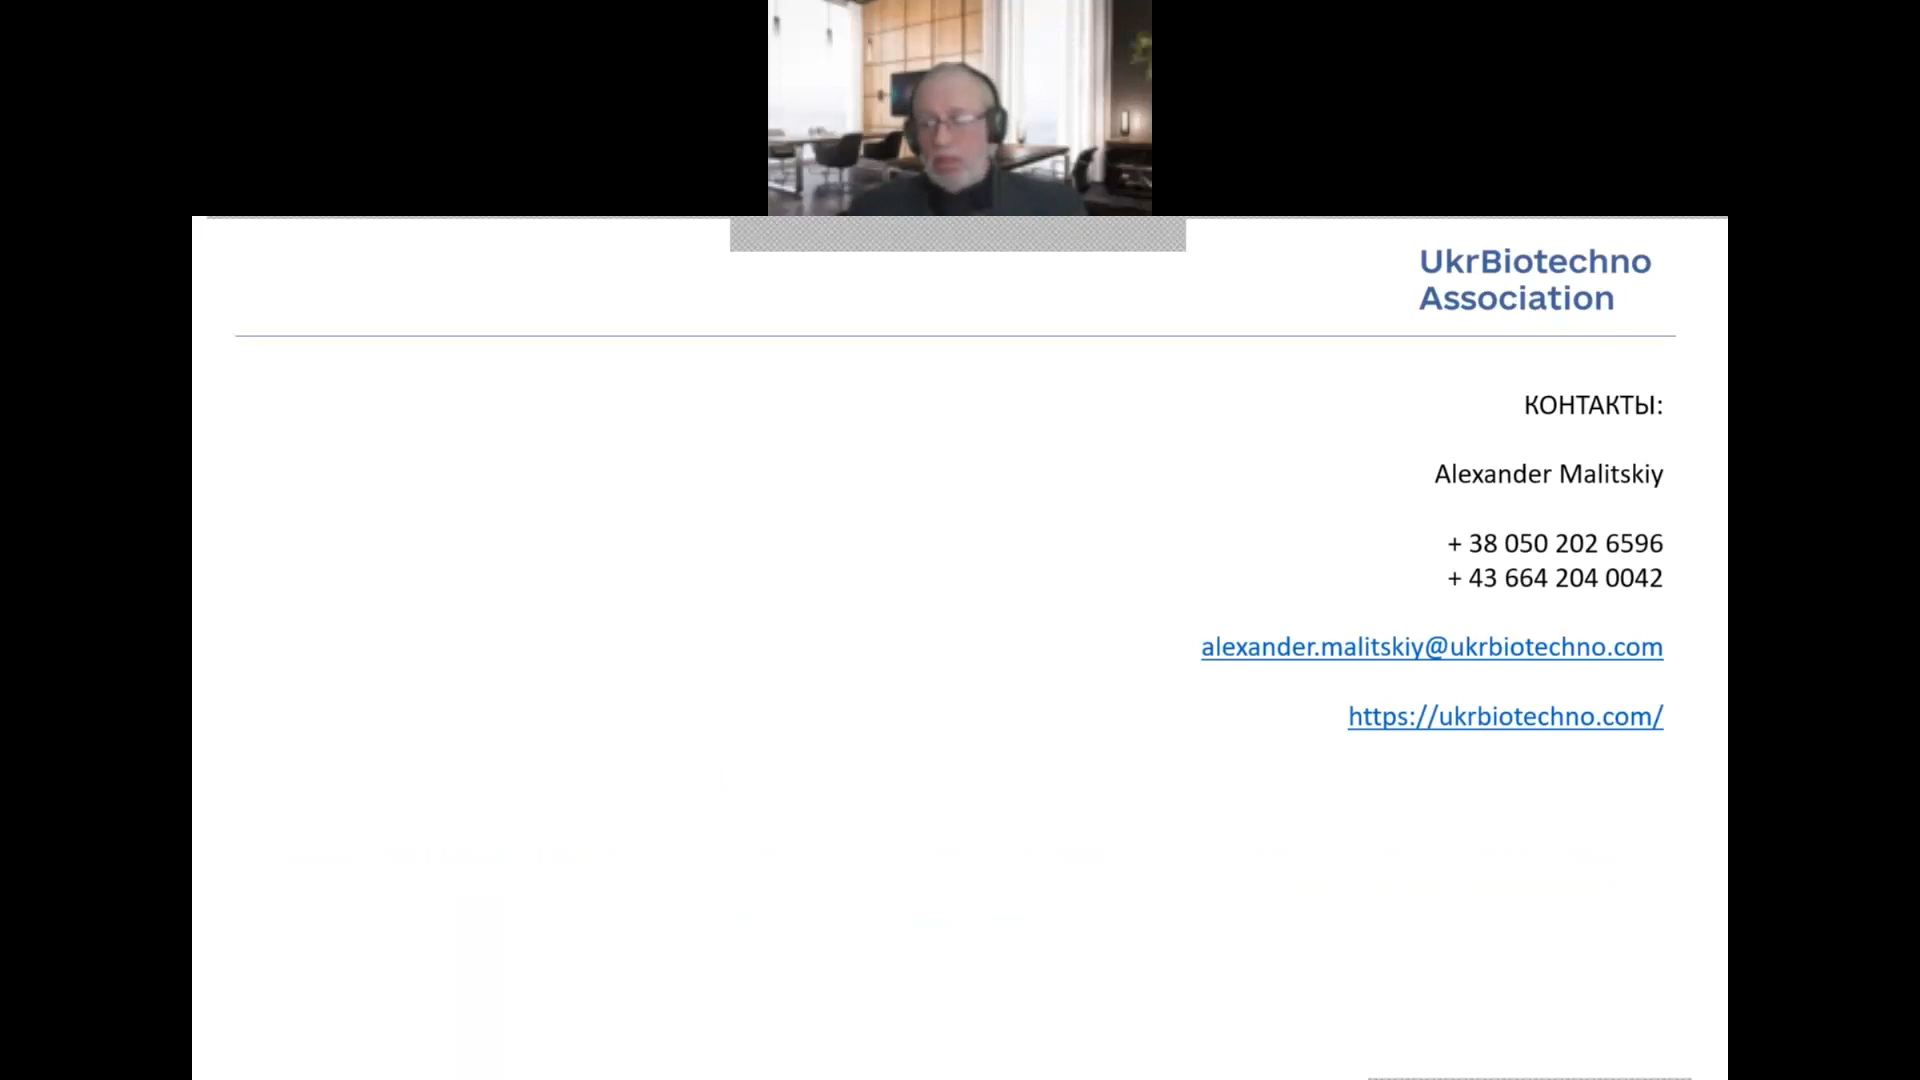 UkrBiotechno
Association
КОНТАКТЫ:
Alexander Malitskiy
+ 38 050 202 6596
+ 43 664 204 0042
alexander.malitskiy@ukrbiotechno.com
https://ukrbiotechno.com/